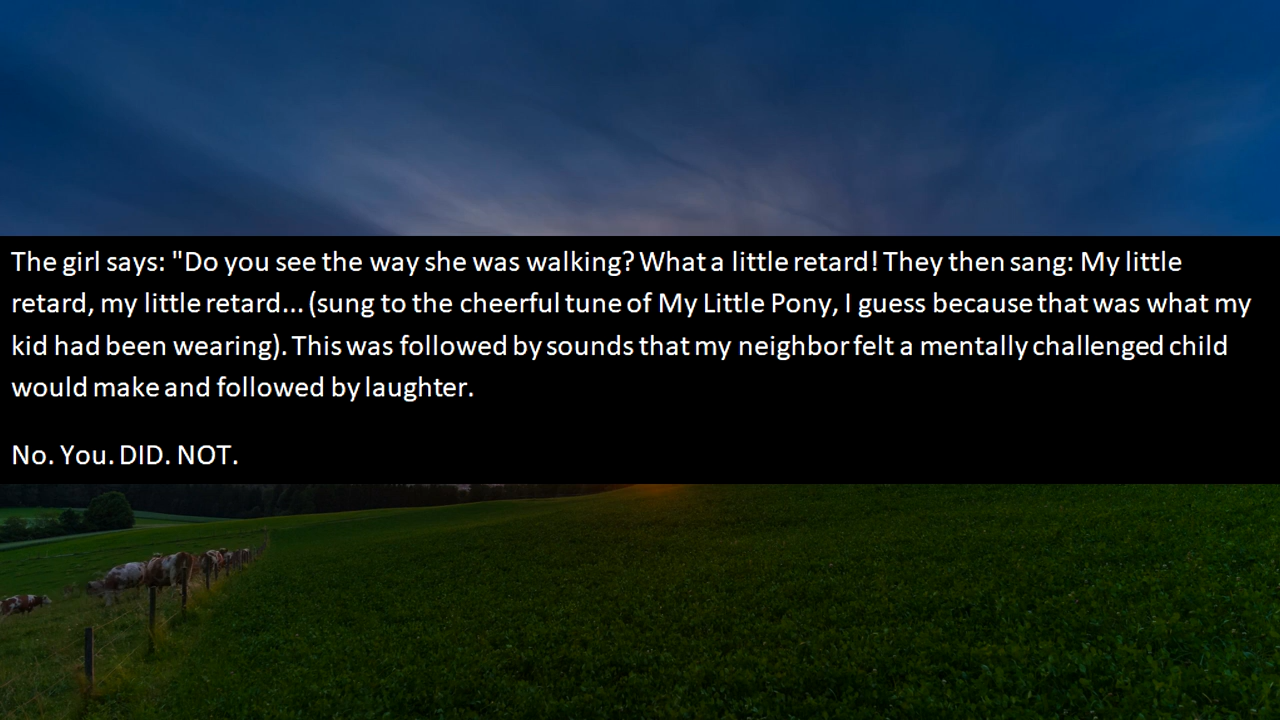 The girl says: "Do you see the way she was walking? What a little retard! They then sang: My little
retard, my little retard... (sung to the cheerful tune of My Little Pony, I guess because that was what my
kid had been wearing). This was followed by sounds that my neighbor felt a mentally challenged child
would make and followed by laughter.
No. You. DID. NOT.